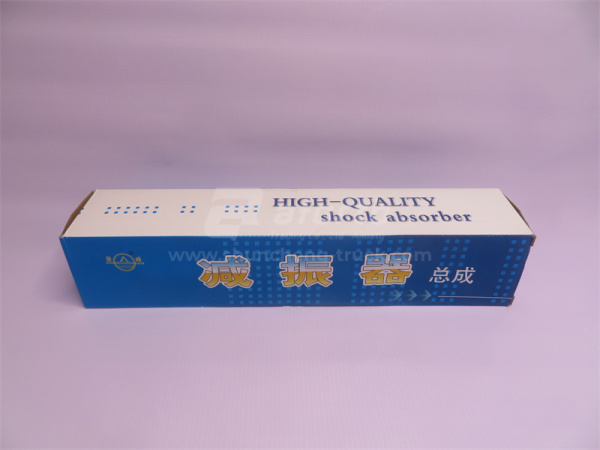 HIGH-QUALITY
shock absorber
减振器 总成